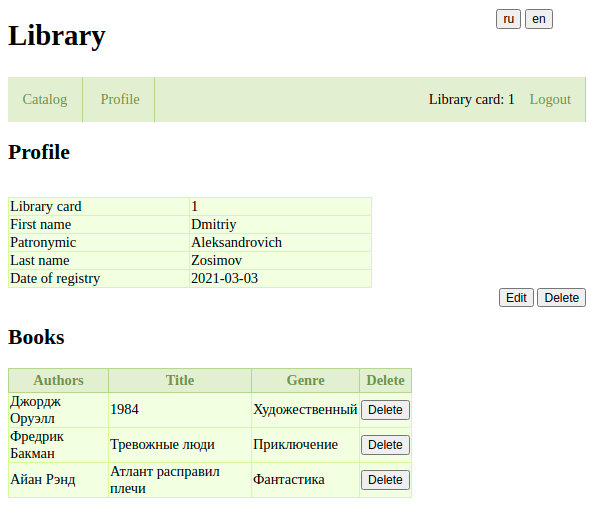 ru en
Library
Catalog Profile Library card: 1 Logout
Profile
Library card 1
First name Dmitriy
Patronymic Aleksandrovich
Last name Zosimov
Date of registry 2021-03-03
Edit Delete
Books
Authors Title Genre Delete
Джордж
Оруэлл 1984 Художественный Delete
Фредрик
Бакман Тревожные люди Приключение Delete
Айан Рэнд Атлант расправил
плечи Фантастика Delete